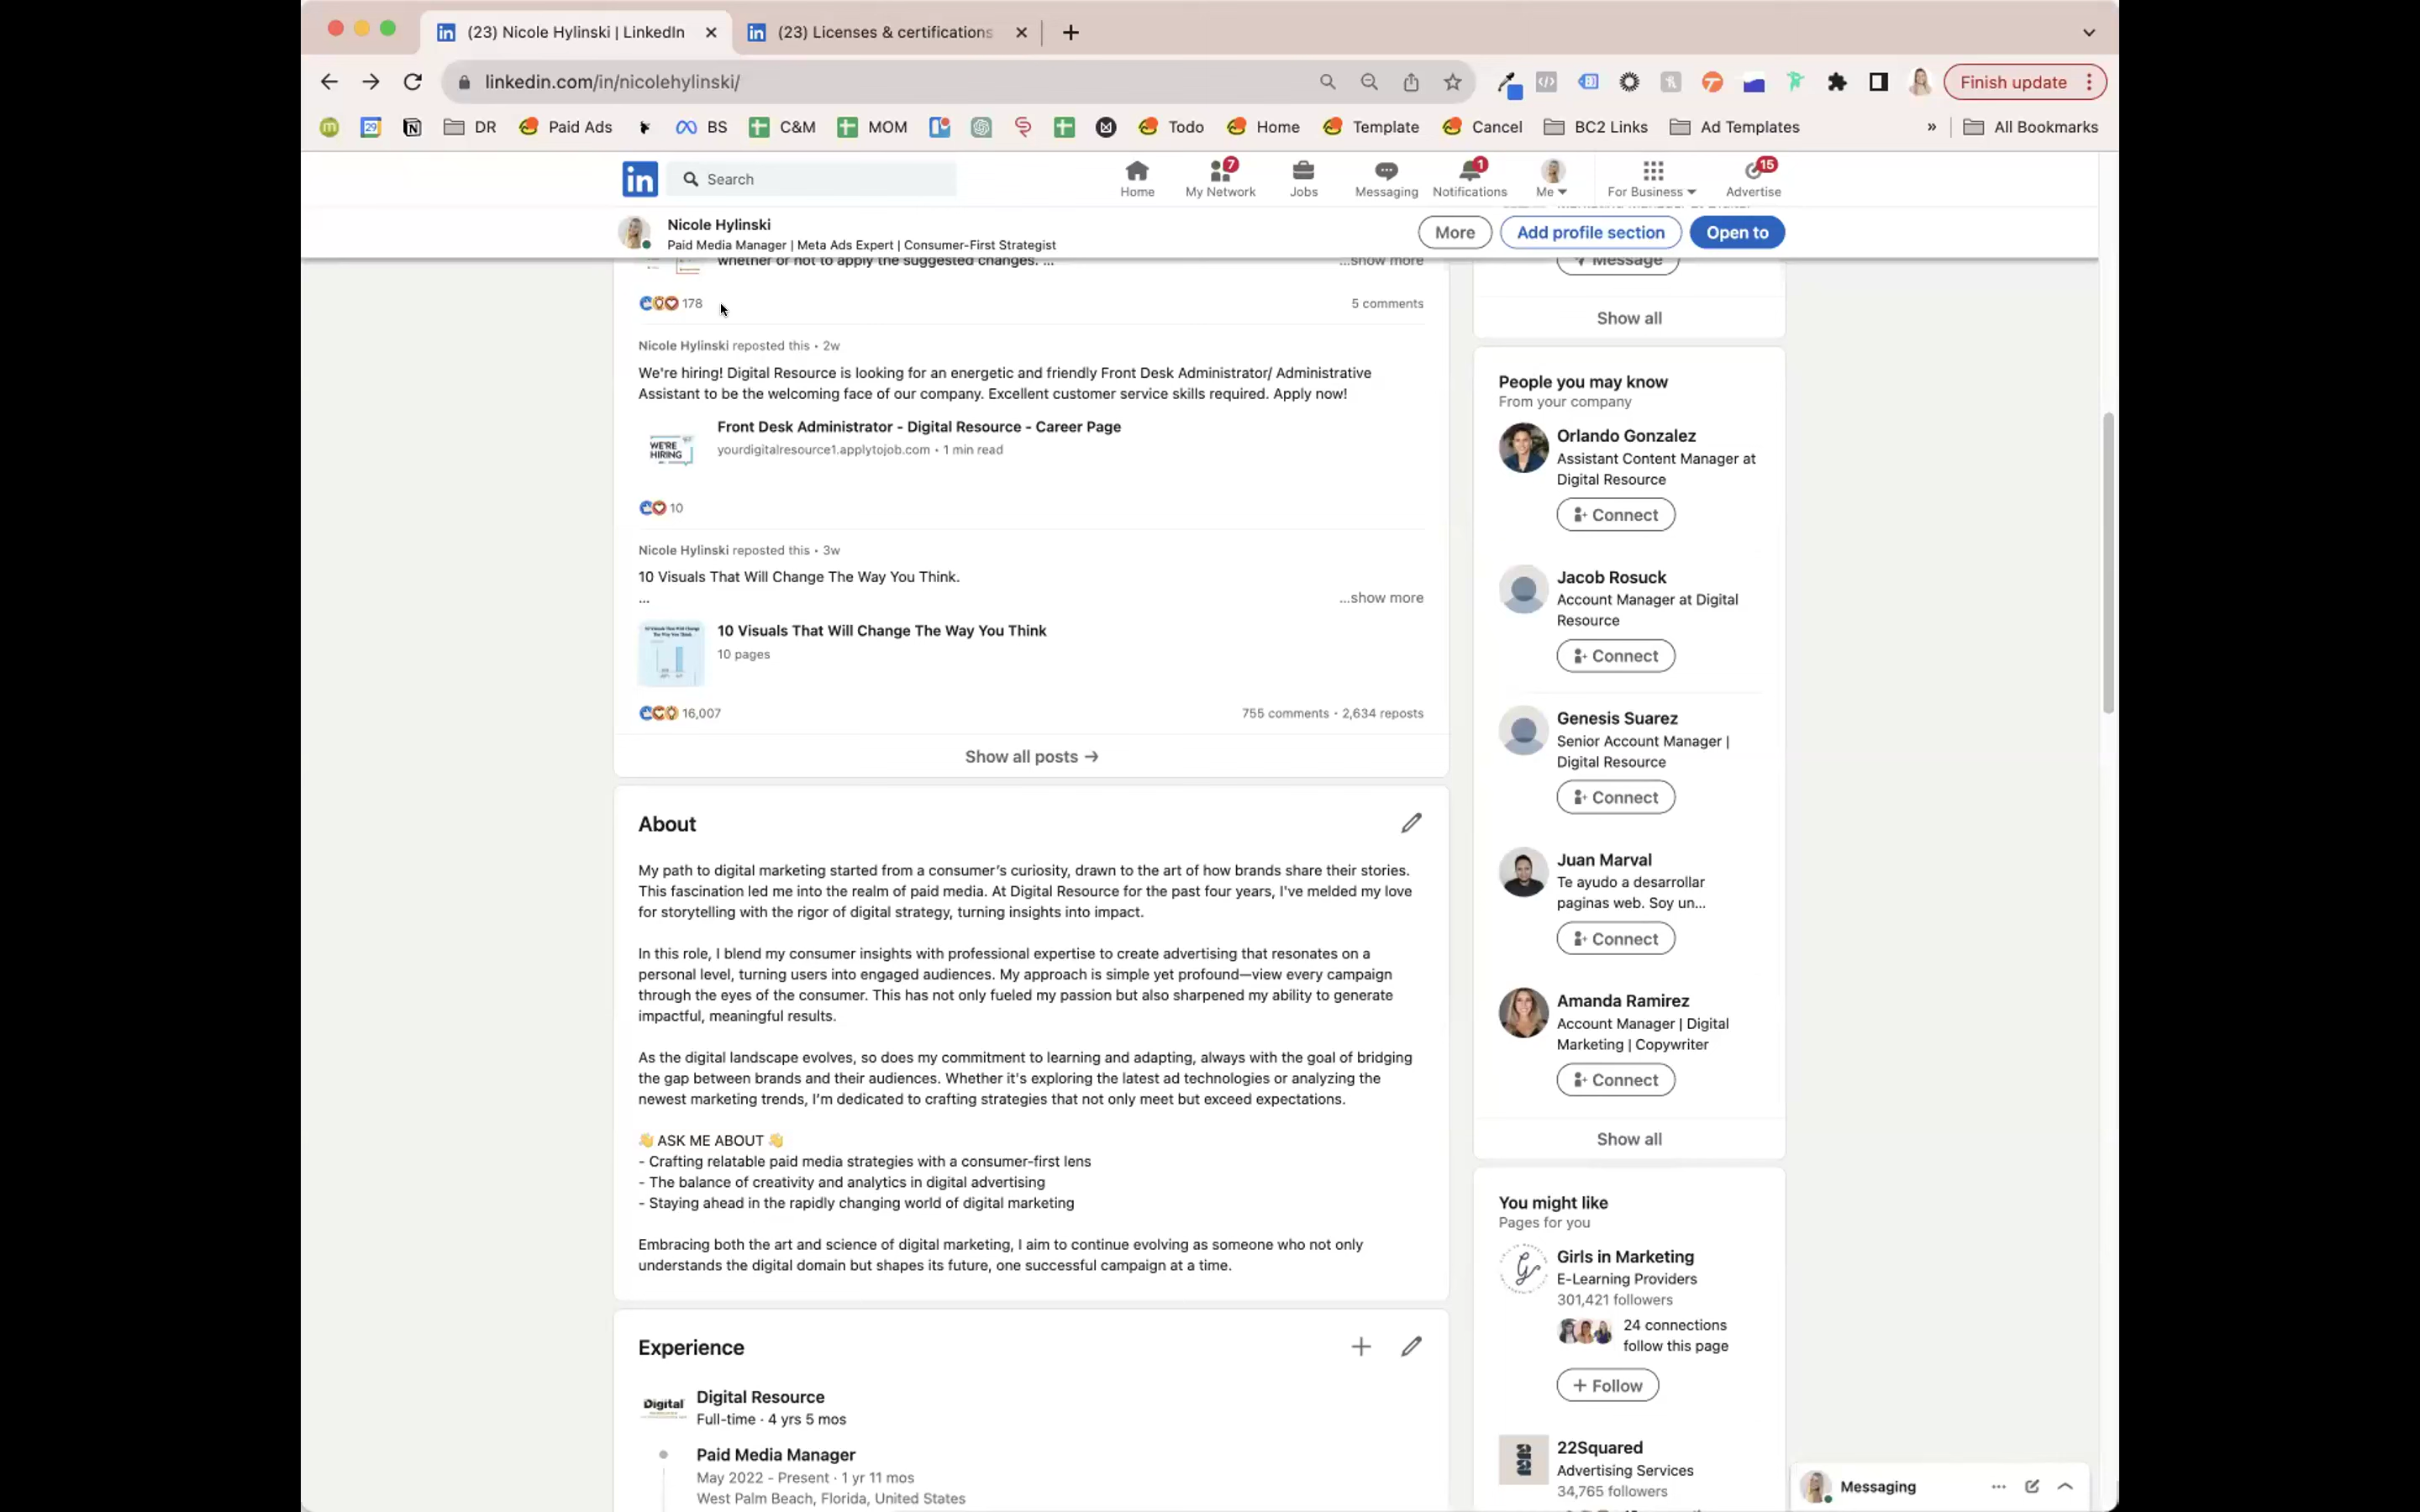 (23) Nicole Hylinski | LinkedIn
(23) Licenses & certifications
linkedin.com/in/nicolehylinski/
Finish update
DR
Paid Ads
BS
C&M
MOM
Todo
Home
Template
Cancel
BC2 Links
Ad Templates
»
All Bookmarks
in
Search
Home
7
My Network
Jobs
Messaging
1
Notifications
Me
For Business
15
Advertise
Nicole Hylinski
Paid Media Manager | Meta Ads Expert | Consumer-First Strategist
More
Add profile section
Open to
whether or not to apply the suggested changes. ...
...show more
178
5 comments
Nicole Hylinski reposted this • 2w
We're hiring! Digital Resource is looking for an energetic and friendly Front Desk Administrator/ Administrative
Assistant to be the welcoming face of our company. Excellent customer service skills required. Apply now!
WE'RE
HIRING
Front Desk Administrator - Digital Resource - Career Page
yourdigitalresource1.applytojob.com • 1 min read
10
Nicole Hylinski reposted this • 3w
10 Visuals That Will Change The Way You Think.
...
...show more
10 Visuals That Will Change The Way You Think
10 pages
16,007
755 comments • 2,634 reposts
Show all posts →
About
My path to digital marketing started from a consumer's curiosity, drawn to the art of how brands share their stories.
This fascination led me into the realm of paid media. At Digital Resource for the past four years, I've melded my love
for storytelling with the rigor of digital strategy, turning insights into impact.
In this role, I blend my consumer insights with professional expertise to create advertising that resonates on a
personal level, turning users into engaged audiences. My approach is simple yet profound—view every campaign
through the eyes of the consumer. This has not only fueled my passion but also sharpened my ability to generate
impactful, meaningful results.
As the digital landscape evolves, so does my commitment to learning and adapting, always with the goal of bridging
the gap between brands and their audiences. Whether it's exploring the latest ad technologies or analyzing the
newest marketing trends, I'm dedicated to crafting strategies that not only meet but exceed expectations.
👋 ASK ME ABOUT 👋
- Crafting relatable paid media strategies with a consumer-first lens
- The balance of creativity and analytics in digital advertising
- Staying ahead in the rapidly changing world of digital marketing
Embracing both the art and science of digital marketing, I aim to continue evolving as someone who not only
understands the digital domain but shapes its future, one successful campaign at a time.
Experience
Digital
Digital Resource
Full-time · 4 yrs 5 mos
Paid Media Manager
May 2022 - Present · 1 yr 11 mos
West Palm Beach, Florida, United States
Message
Show all
People you may know
From your company
Orlando Gonzalez
Assistant Content Manager at
Digital Resource
Connect
Jacob Rosuck
Account Manager at Digital
Resource
Connect
Genesis Suarez
Senior Account Manager |
Digital Resource
Connect
Juan Marval
Te ayudo a desarrollar
paginas web. Soy un...
Connect
Amanda Ramirez
Account Manager | Digital
Marketing | Copywriter
Connect
Show all
You might like
Pages for you
Girls in Marketing
E-Learning Providers
301,421 followers
24 connections
follow this page
+ Follow
22Squared
Advertising Services
34,765 followers
Messaging